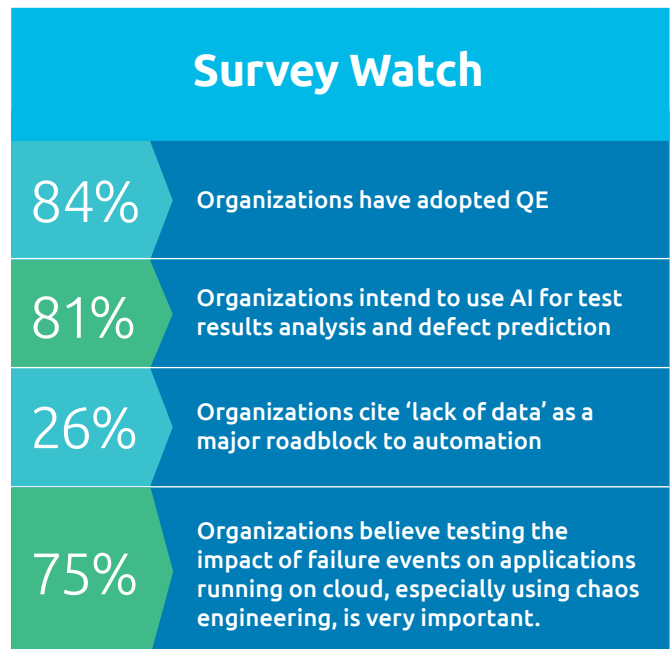 Survey Watch
84%
Organizations have adopted QE
81%
Organizations intend to use AI for test
results analysis and defect prediction
26%
Organizations cite ‘lack of data’ as a
major roadblock to automation
75%
Organizations believe testing the
impact of failure events on applications
running on cloud, especially using chaos
engineering, is very important.